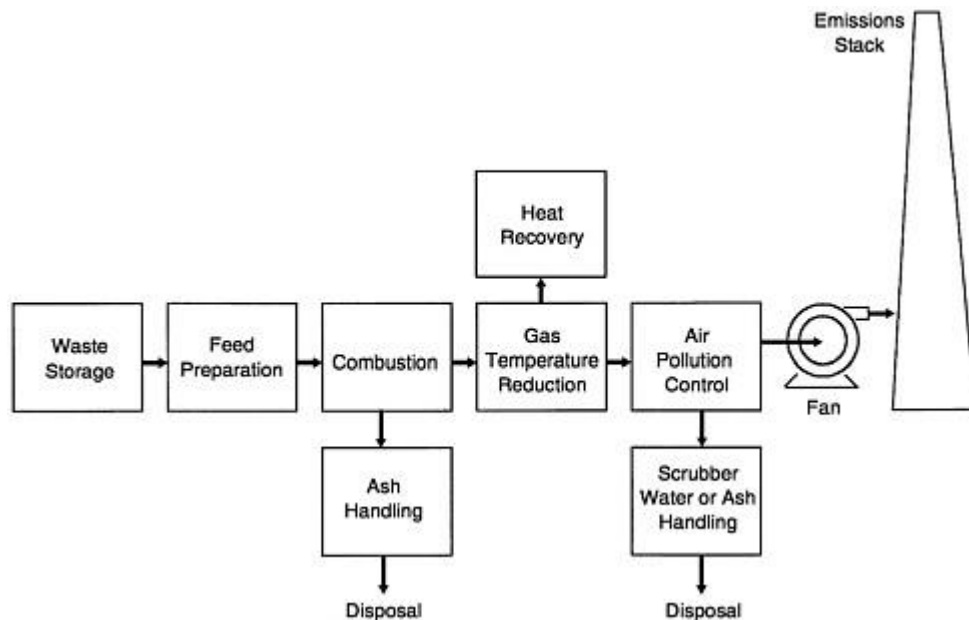 Emissions
Stack
Heat
Recovery
Waste
Storage
Feed
Preparation
Combustion
Gas
Temperature
Reduction
Air
Pollution
Control
Fan
Ash
Handling
Scrubber
Water or Ash
Handling
Disposal
Disposal